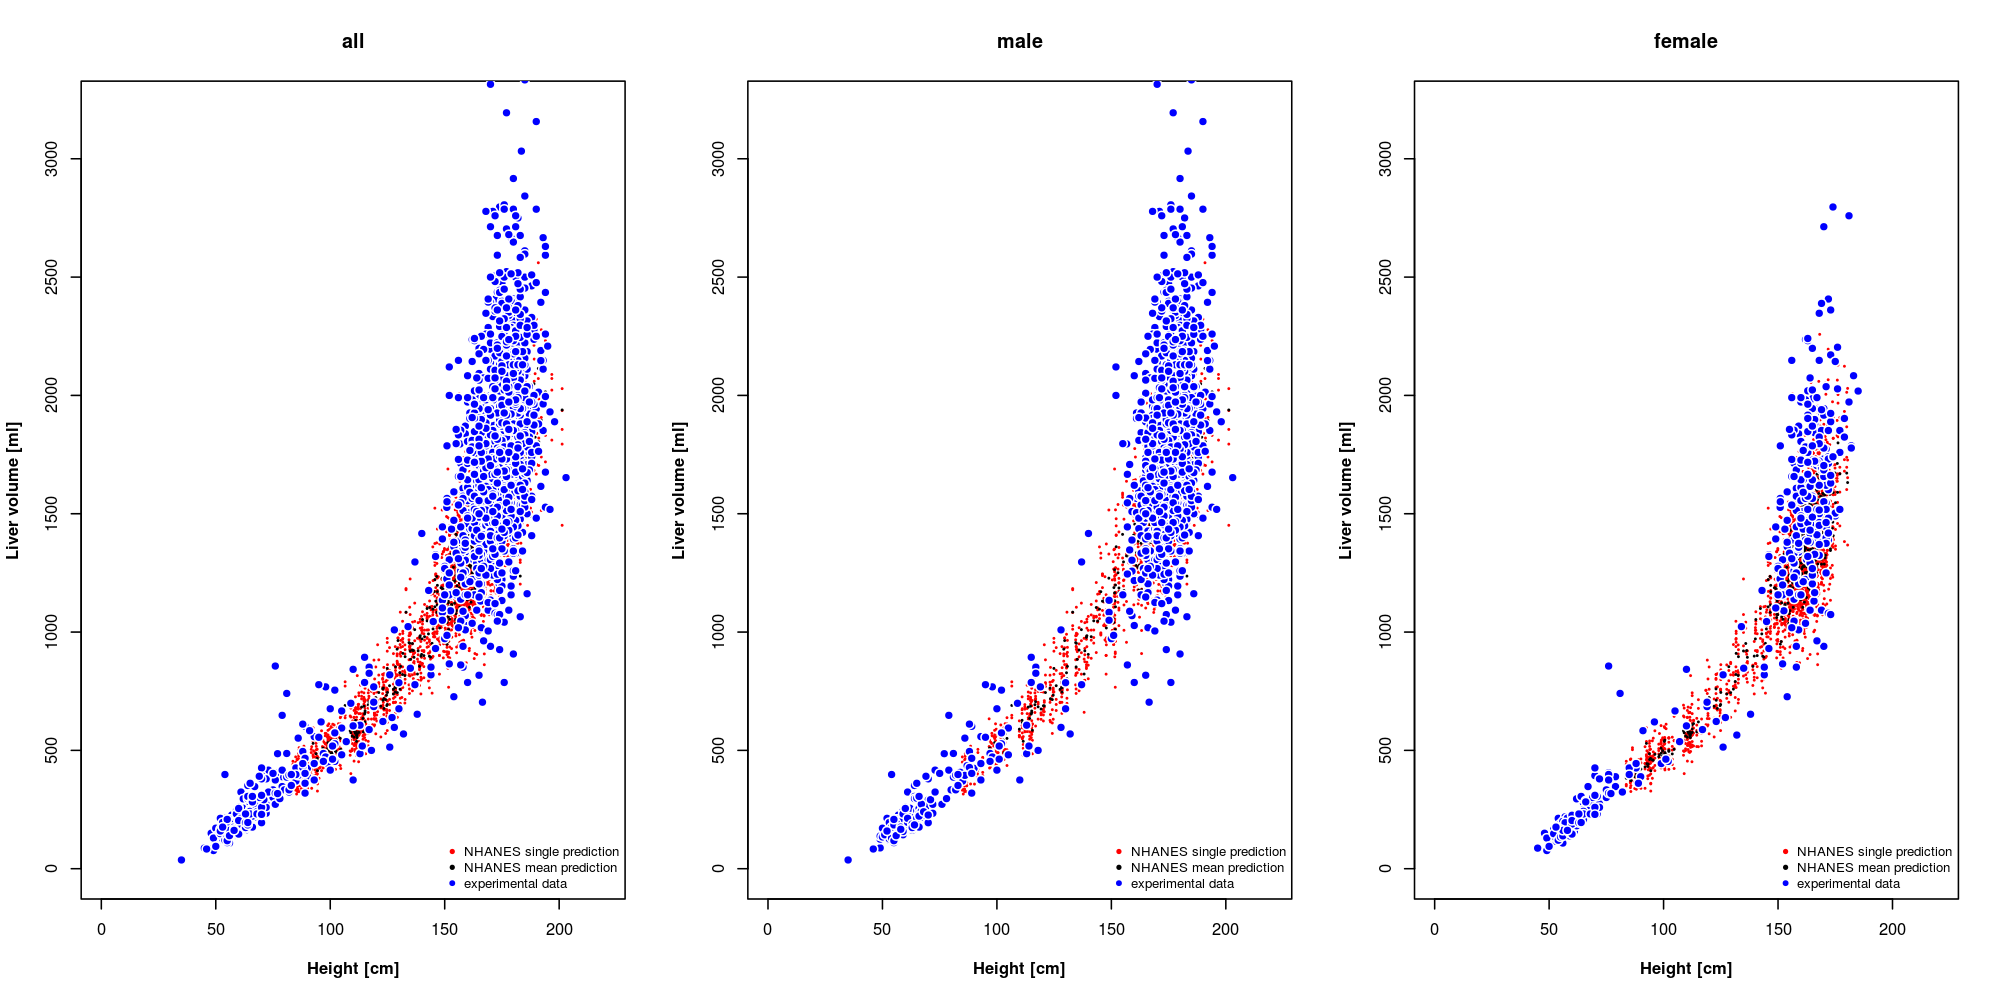 all
male
female
Liver volume [ml]
3000
2500
2000
1500
1000
500
0
NHANES single prediction
NHANES mean prediction
experimental data
0 50 100 150 200
Height [cm]
Liver volume [ml]
3000
2500
2000
1500
1000
500
0
NHANES single prediction
NHANES mean prediction
experimental data
0 50 100 150 200
Height [cm]
Liver volume [ml]
3000
2500
2000
1500
1000
500
0
NHANES single prediction
NHANES mean prediction
experimental data
0 50 100 150 200
Height [cm]